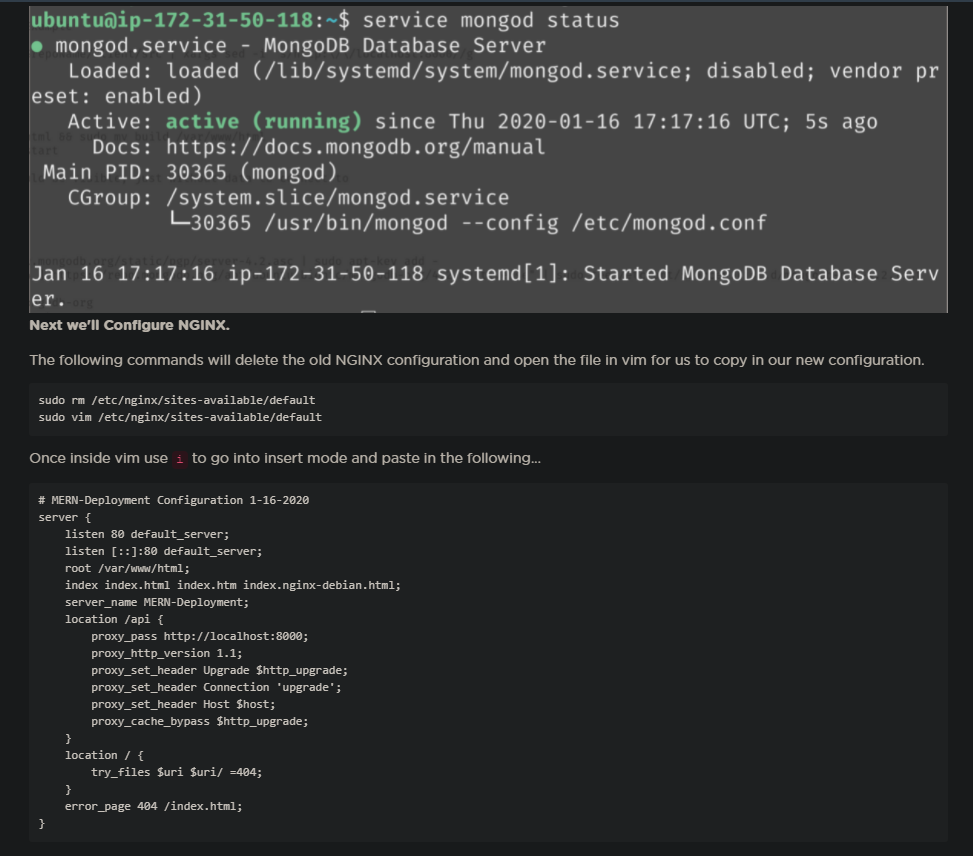 ubuntu@ip-172-31-50-118:~$ service mongod status
● mongod.service - MongoDB Database Server
Loaded: loaded (/lib/systemd/system/mongod.service; disabled; vendor pr
eset: enabled)
Active: active (running) since Thu 2020-01-16 17:17:16 UTC; 5s ago
Docs: https://docs.mongodb.org/manual
Main PID: 30365 (mongod)
CGroup: /system.slice/mongod.service
└─30365 /usr/bin/mongod --config /etc/mongod.conf
Jan 16 17:17:16 ip-172-31-50-118 systemd[1]: Started MongoDB Database Serv
er.
Next we'll Configure NGINX.
The following commands will delete the old NGINX configuration and open the file in vim for us to copy in our new configuration.
sudo rm /etc/nginx/sites-available/default
sudo vim /etc/nginx/sites-available/default
Once inside vim use i to go into insert mode and paste in the following...
# MERN-Deployment Configuration 1-16-2020
server {
listen 80 default_server;
listen [::]:80 default_server;
root /var/www/html;
index index.html index.htm index.nginx-debian.html;
server_name MERN-Deployment;
location /api {
proxy_pass http://localhost:8000;
proxy_http_version 1.1;
proxy_set_header Upgrade $http_upgrade;
proxy_set_header Connection 'upgrade';
proxy_set_header Host $host;
proxy_cache_bypass $http_upgrade;
}
location / {
try_files $uri $uri/ =404;
}
error_page 404 /index.html;
}